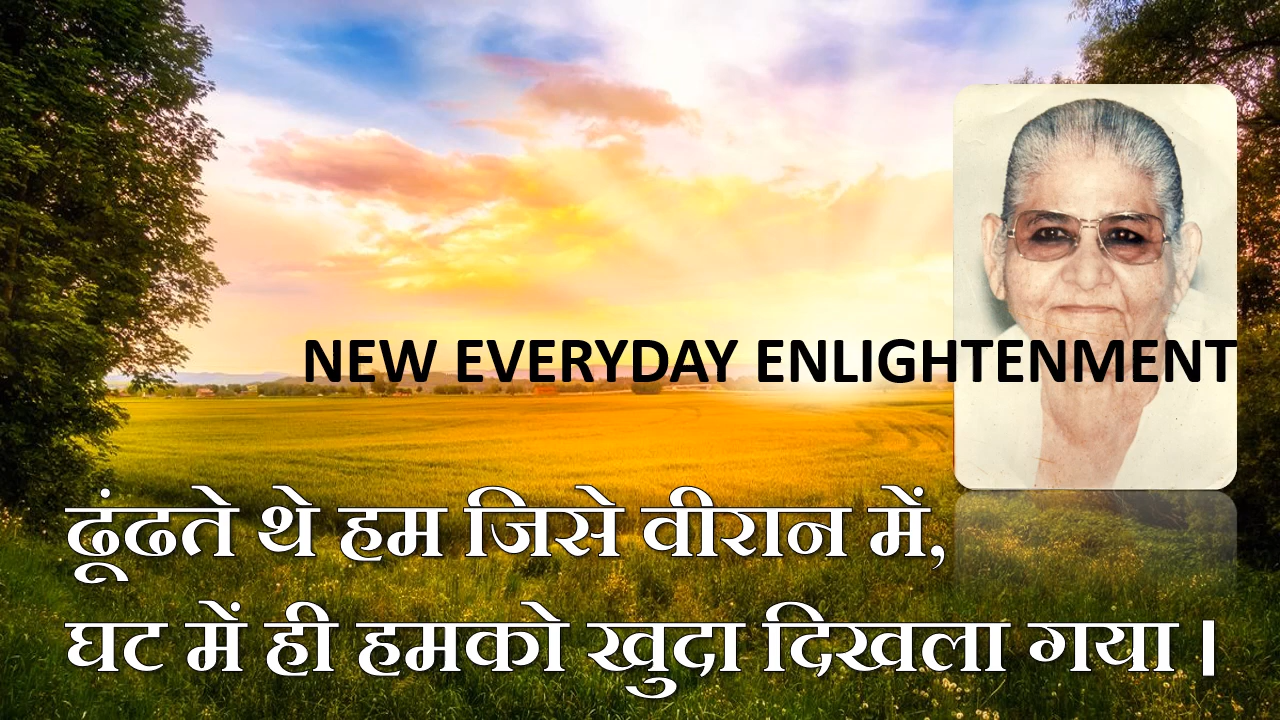 NEW EVERYDAY ENLIGHTENMENT
ढूंढते थे हम जिसे वीरान में,
घट में ही हमको खुदा दिखला गया।